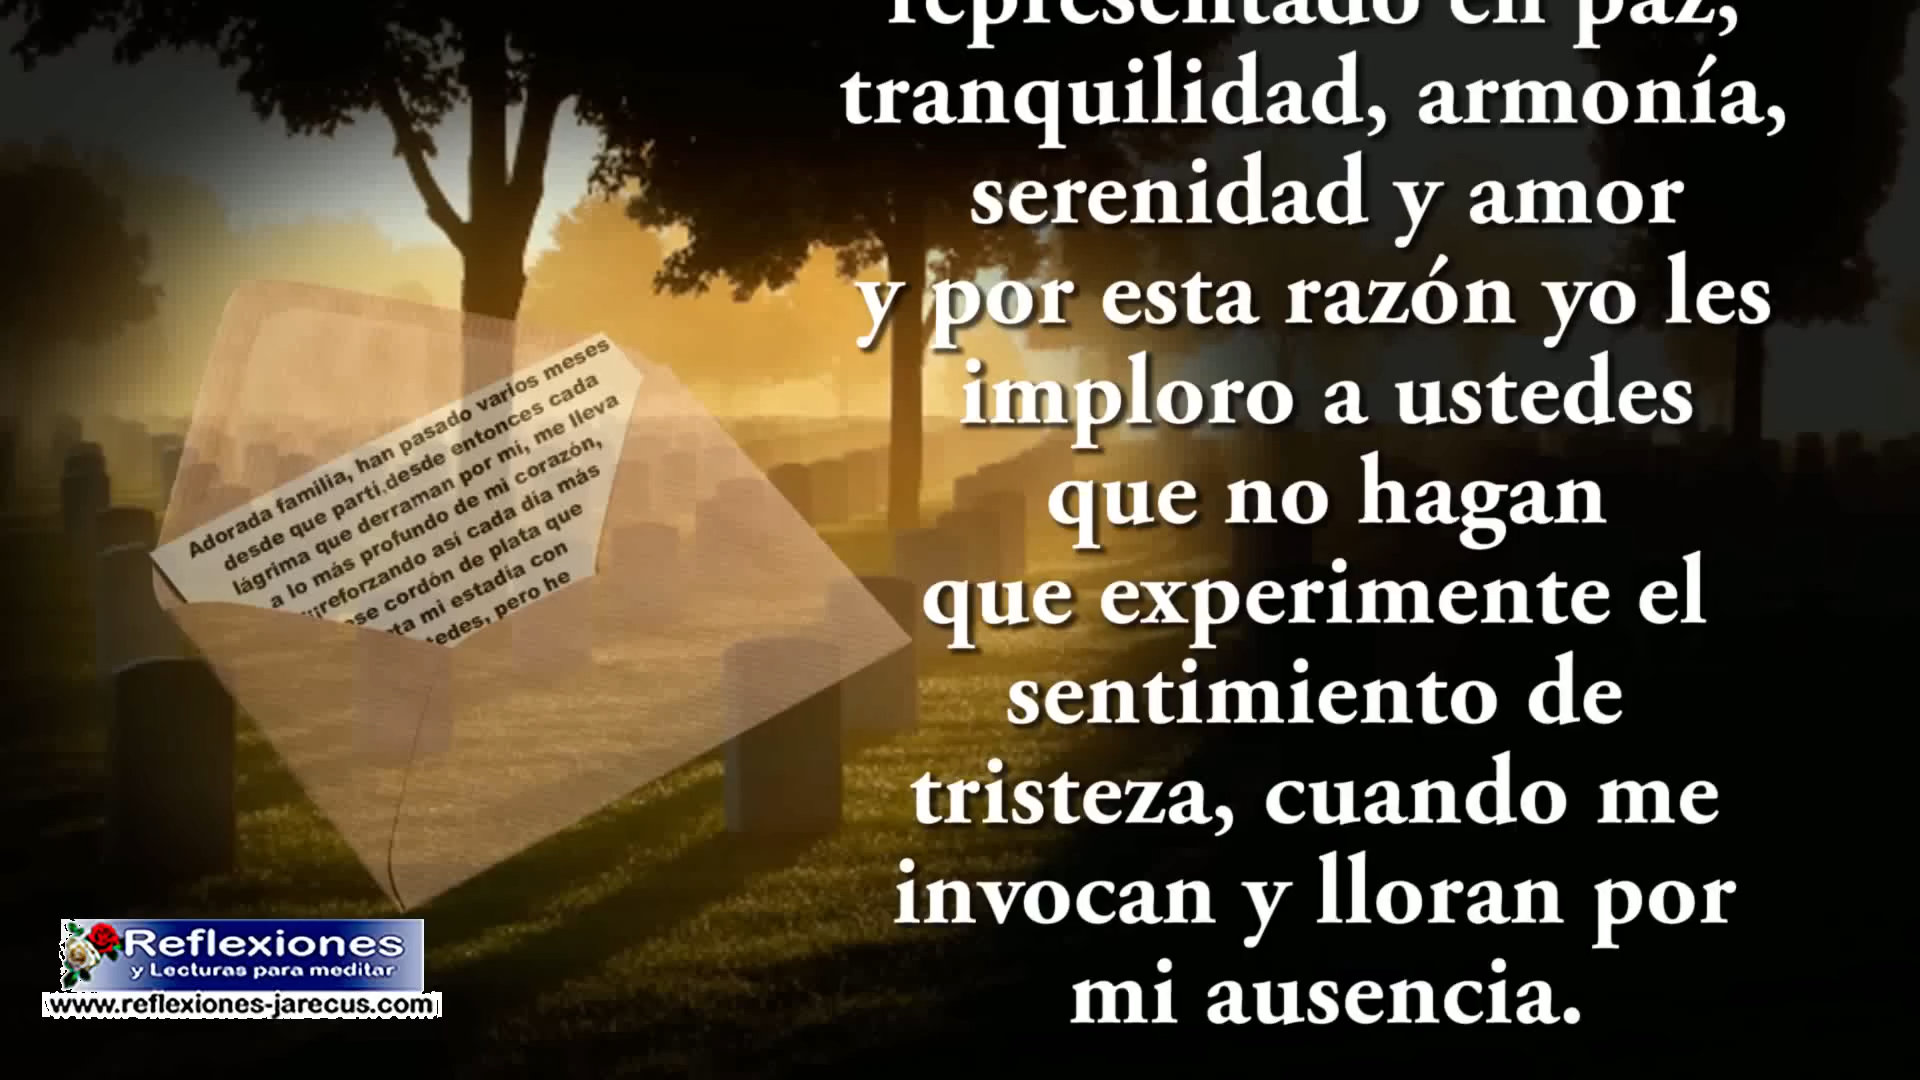 representado en paz,
tranquilidad, armonía,
serenidad y amor
y por esta razón yo les
imploro a ustedes
que no hagan
que experimente el
sentimiento de
tristeza, cuando me
invocan y lloran por
mi ausencia.
Adorada familia, han pasado varios meses
desde que partí,desde entonces cada
lágrima que derraman por mi, me lleva
a lo más profundo de mi corazón,
reforzando así cada día más
se cordón de plata que
ta mi estadía con
tedes, pero he
Reflexiones
y Lecturas para meditar
www.reflexiones-jarecus.com